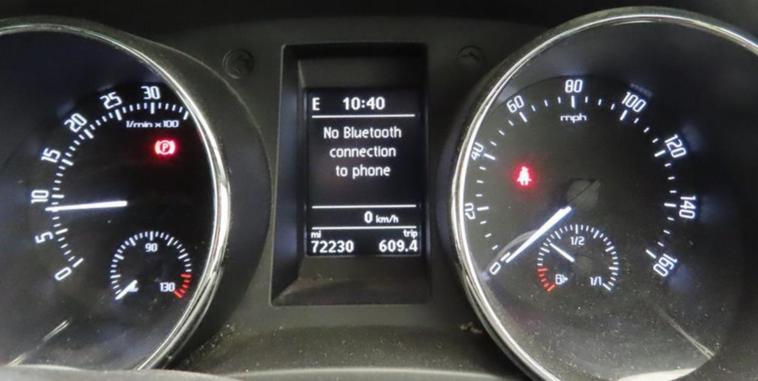 5
10
15
20
25
30
1/min x 100
(P)
0
90
130
E 10:40
No Bluetooth
connection
to phone
0 km/h
mi trip
72230 609.4
0
20
40
60
80
100
120
140
160
mph
1/2
1/1